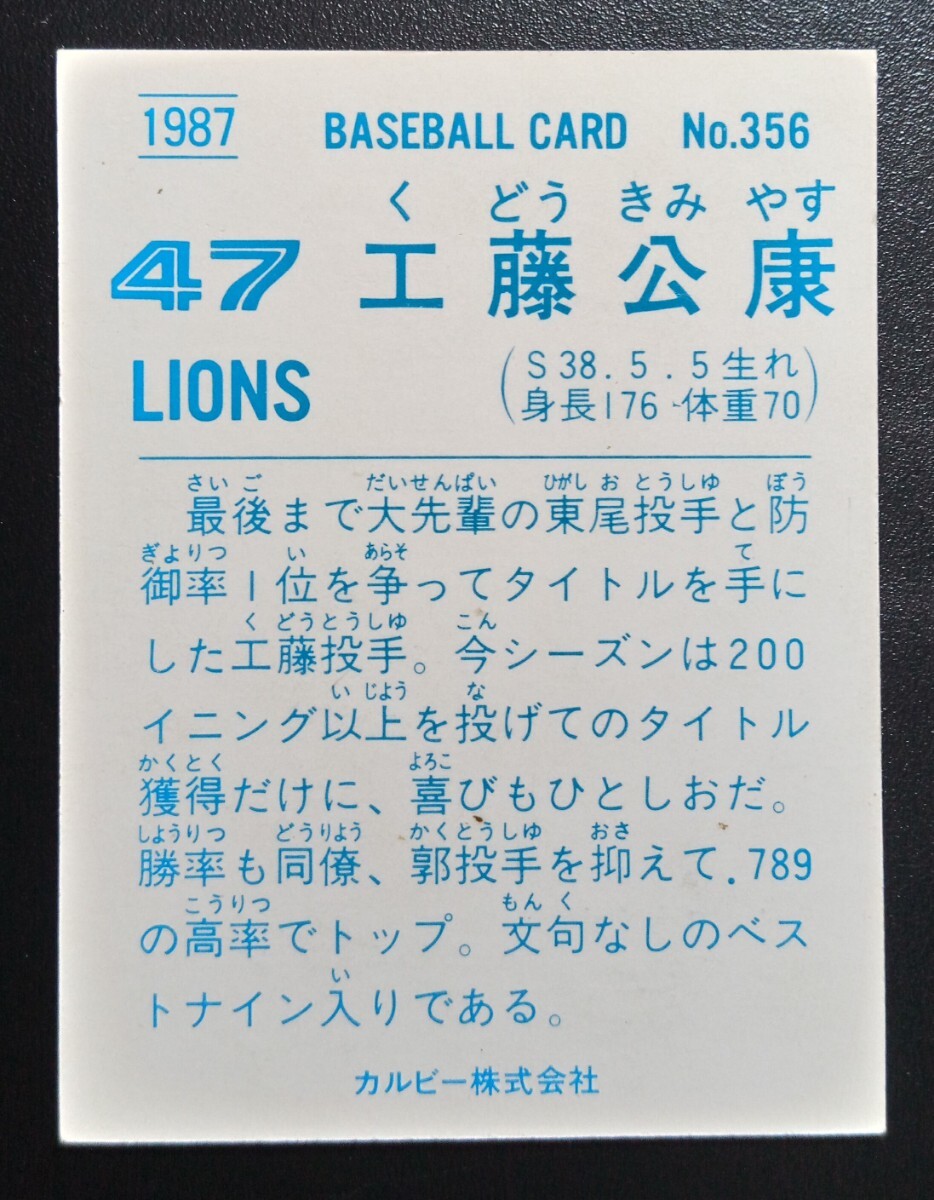 1987 BASEBALL CARD No.356
くどうきみやす
47 工藤公康
LIONS
(S38.5.5生れ
身長176 体重70)
さいご だいせんぱい ひがしおとうしゆ ぼう
最後まで大先輩の東尾投手と防
ぎよりつ い あらそ て
御率1位を争ってタイトルを手に
くどうとうしゆ こん
した工藤投手。今シーズンは200
いじよう な
イニング以上を投げてのタイトル
かくとく よろこ
獲得だけに、喜びもひとしおだ。
しようりつ どうりよう かくとうしゆ おさ
勝率も同僚、郭投手を抑えて.789
こうりつ もんく
の高率でトップ。文句なしのベス
い
トナイン入りである。
カルビー株式会社